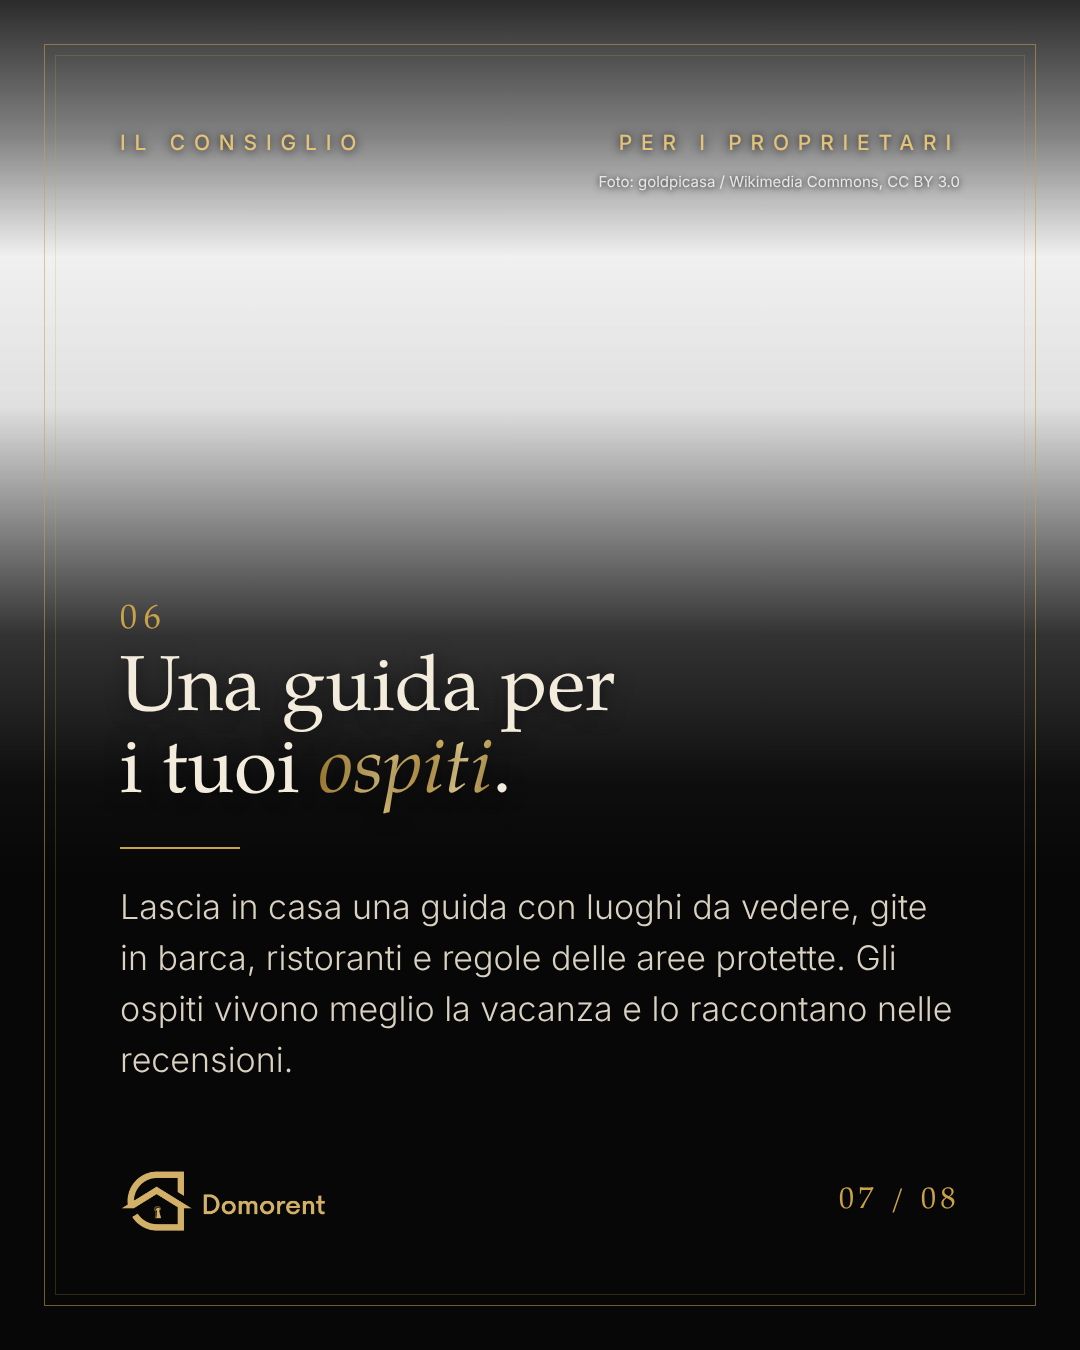 IL CONSIGLIO
PER I PROPRIETARI
Foto: goldpicasa / Wikimedia Commons, CC BY 3.0
06
Una guida per
i tuoi ospiti.
Lascia in casa una guida con luoghi da vedere, gite
in barca, ristoranti e regole delle aree protette. Gli
ospiti vivono meglio la vacanza e lo raccontano nelle
recensioni.
Domorent
07 / 08